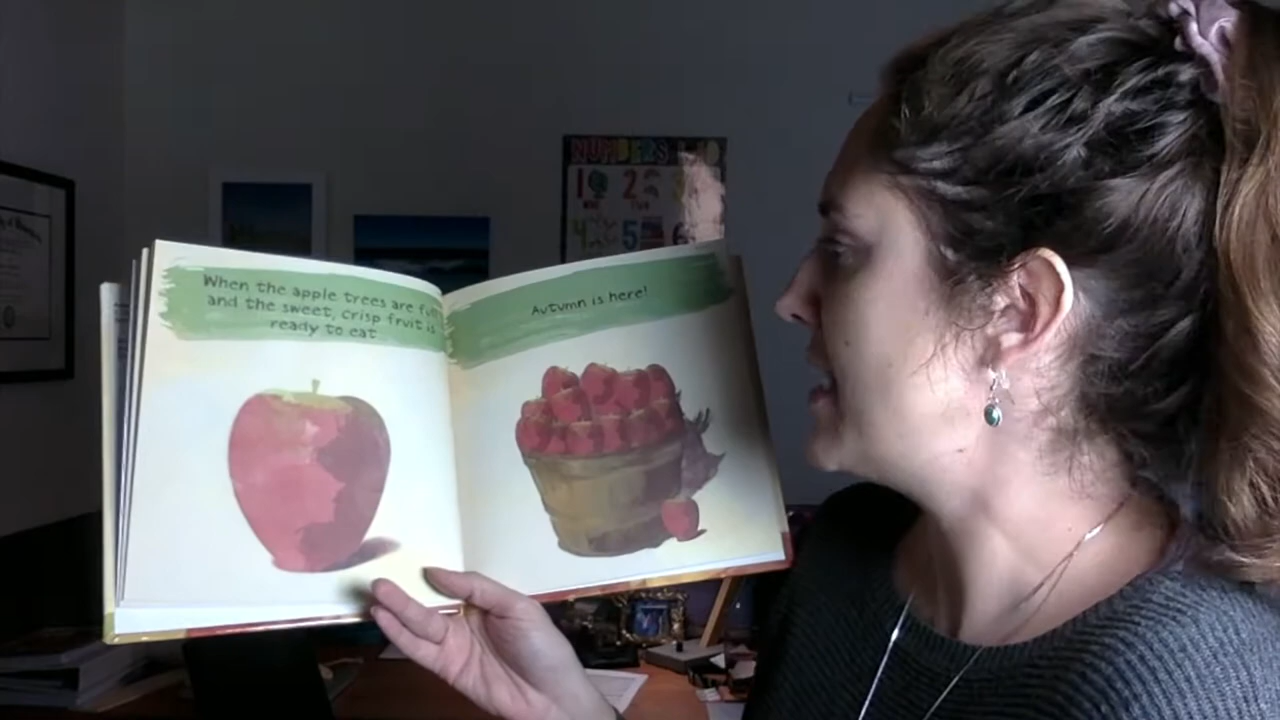 When the apple trees are full
and the sweet, crisp fruit is
ready to eat
Autumn is here!
NUMBERS
1 2
4 5 6